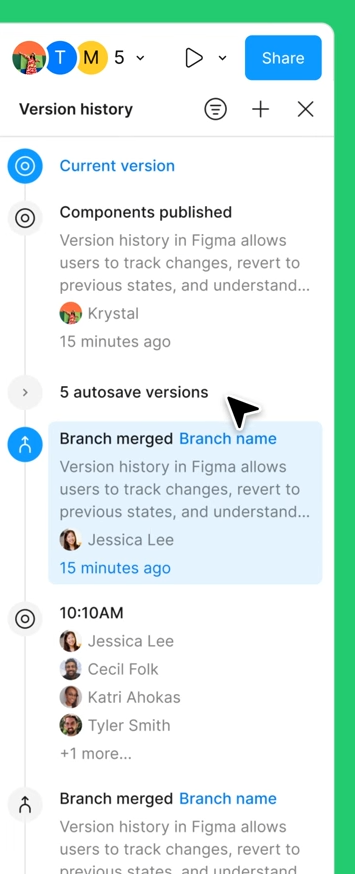 T M 5 Share
Version history
Current version
Components published
Version history in Figma allows
users to track changes, revert to
previous states, and understand...
Krystal
15 minutes ago
5 autosave versions
Branch merged Branch name
Version history in Figma allows
users to track changes, revert to
previous states, and understand...
Jessica Lee
15 minutes ago
10:10AM
Jessica Lee
Cecil Folk
Katri Ahokas
Tyler Smith
+1 more...
Branch merged Branch name
Version history in Figma allows
users to track changes, revert to
previous states, and understand